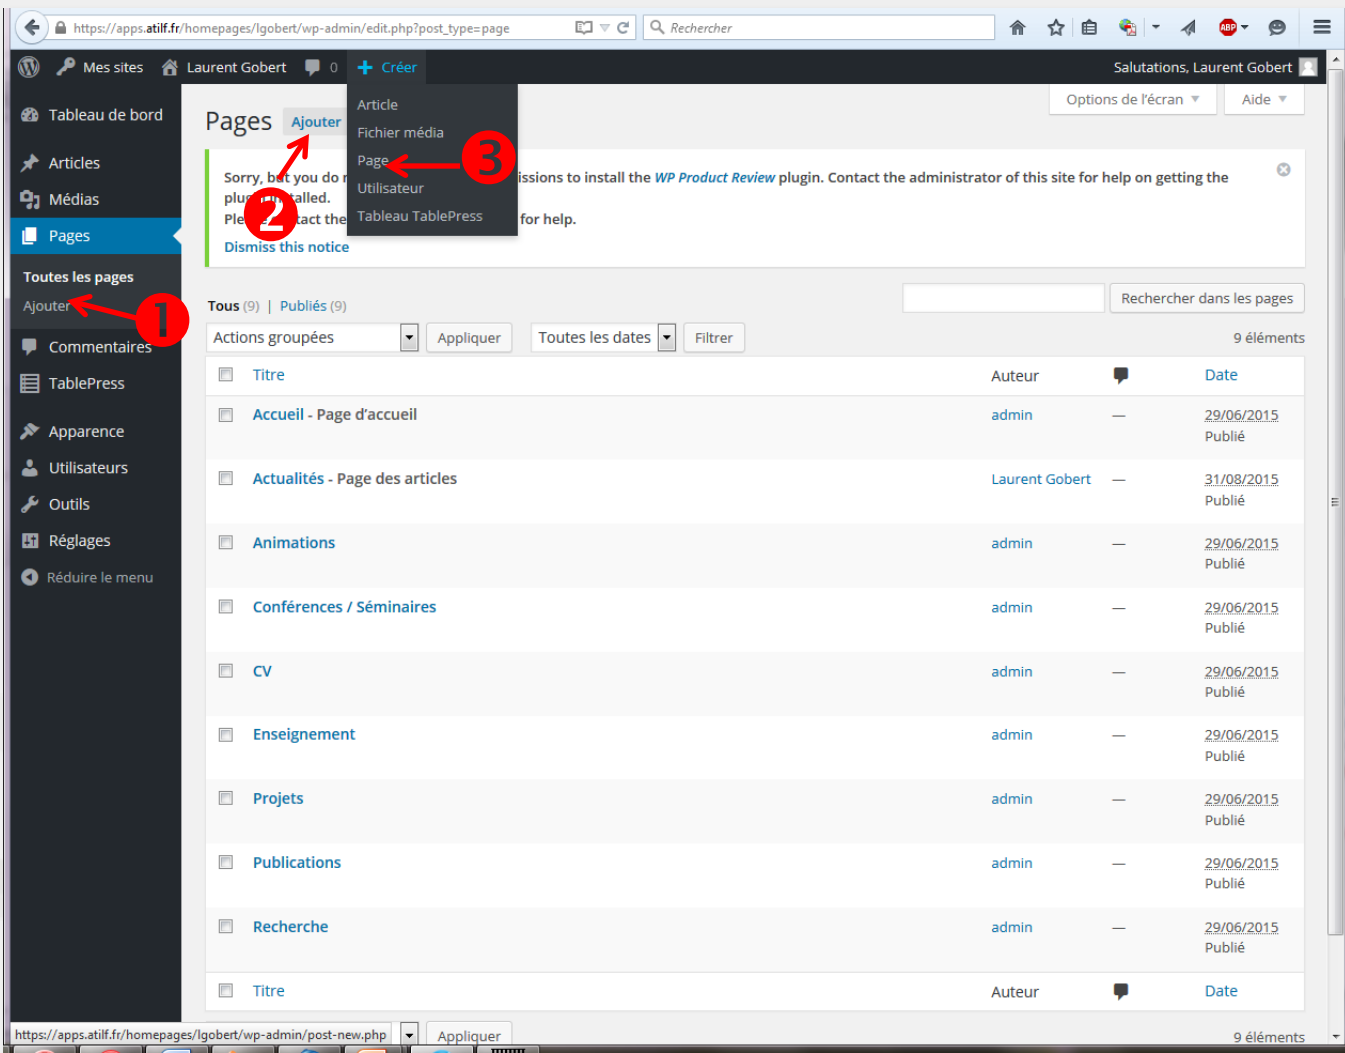 https://apps.atilf.fr/homepages/lgobert/wp-admin/edit.php?post_type=page
Rechercher
ABP
Mes sites
Laurent Gobert
0
+ Créer
Salutations, Laurent Gobert
Tableau de bord
Articles
Médias
Pages
Toutes les pages
Ajouter
1
Commentaires
TablePress
Apparence
Utilisateurs
Outils
Réglages
Réduire le menu
Article
Fichier média
Page
Utilisateur
Tableau TablePress
3
Options de l'écran
Aide
Pages Ajouter
2
Sorry, but you do issions to install the WP Product Review plugin. Contact the administrator of this site for help on getting the
plug alled.
tact the for help.
Dismiss this notice
Tous (9) | Publiés (9)
Rechercher dans les pages
Actions groupées Appliquer Toutes les dates Filtrer 9 éléments
Titre Auteur Date
Accueil - Page d'accueil admin — 29/06/2015
Publié
Actualités - Page des articles Laurent Gobert — 31/08/2015
Publié
Animations admin — 29/06/2015
Publié
Conférences / Séminaires admin — 29/06/2015
Publié
CV admin — 29/06/2015
Publié
Enseignement admin — 29/06/2015
Publié
Projets admin — 29/06/2015
Publié
Publications admin — 29/06/2015
Publié
Recherche admin — 29/06/2015
Publié
Titre Auteur Date
https://apps.atilf.fr/homepages/lgobert/wp-admin/post-new.php Appliquer 9 éléments